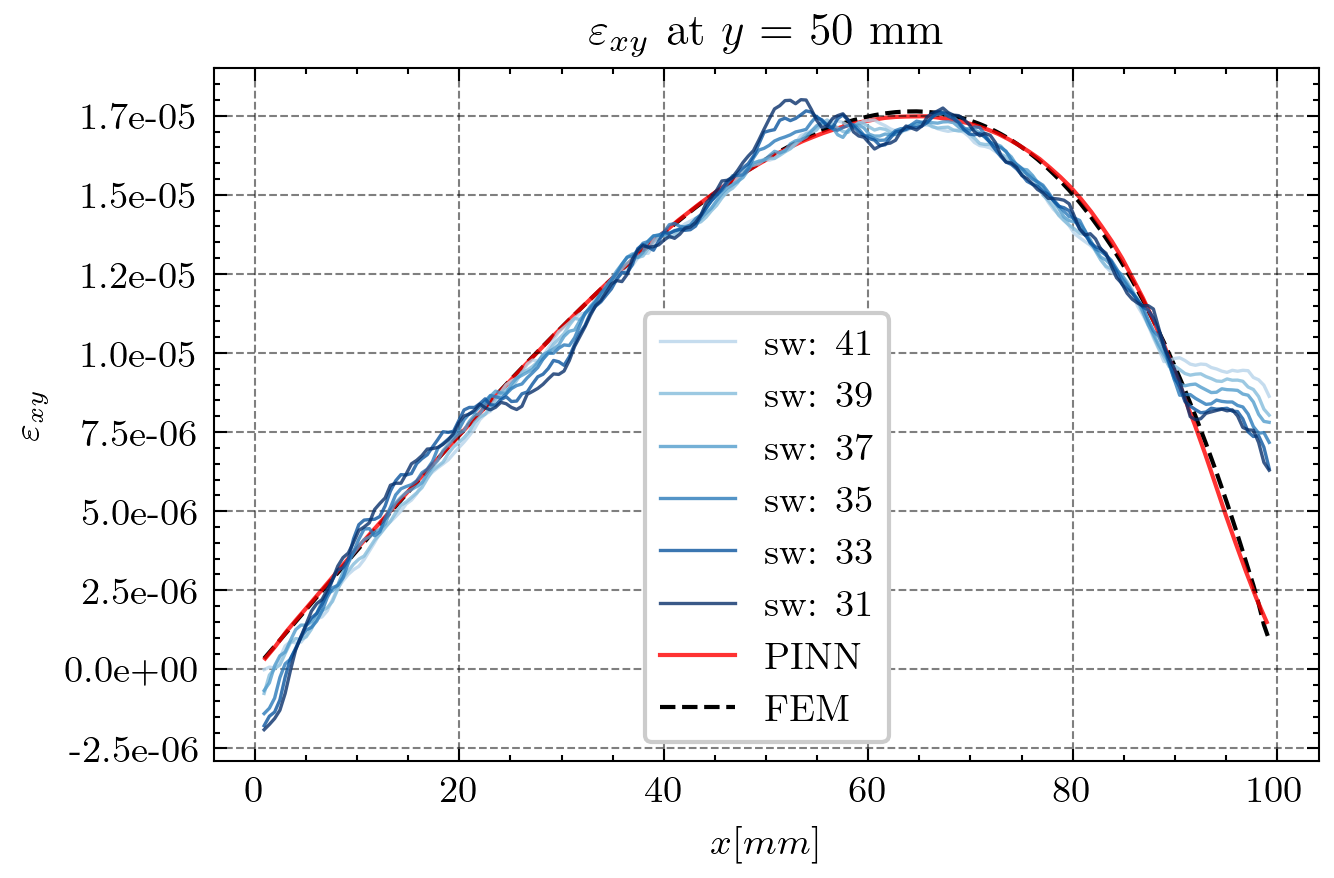 εxy at y = 50 mm
1.7e-05
1.5e-05
1.2e-05
1.0e-05
7.5e-06
5.0e-06
2.5e-06
0.0e+00
-2.5e-06
εxy
sw: 41
sw: 39
sw: 37
sw: 35
sw: 33
sw: 31
PINN
FEM
0 20 40 60 80 100
x[mm]